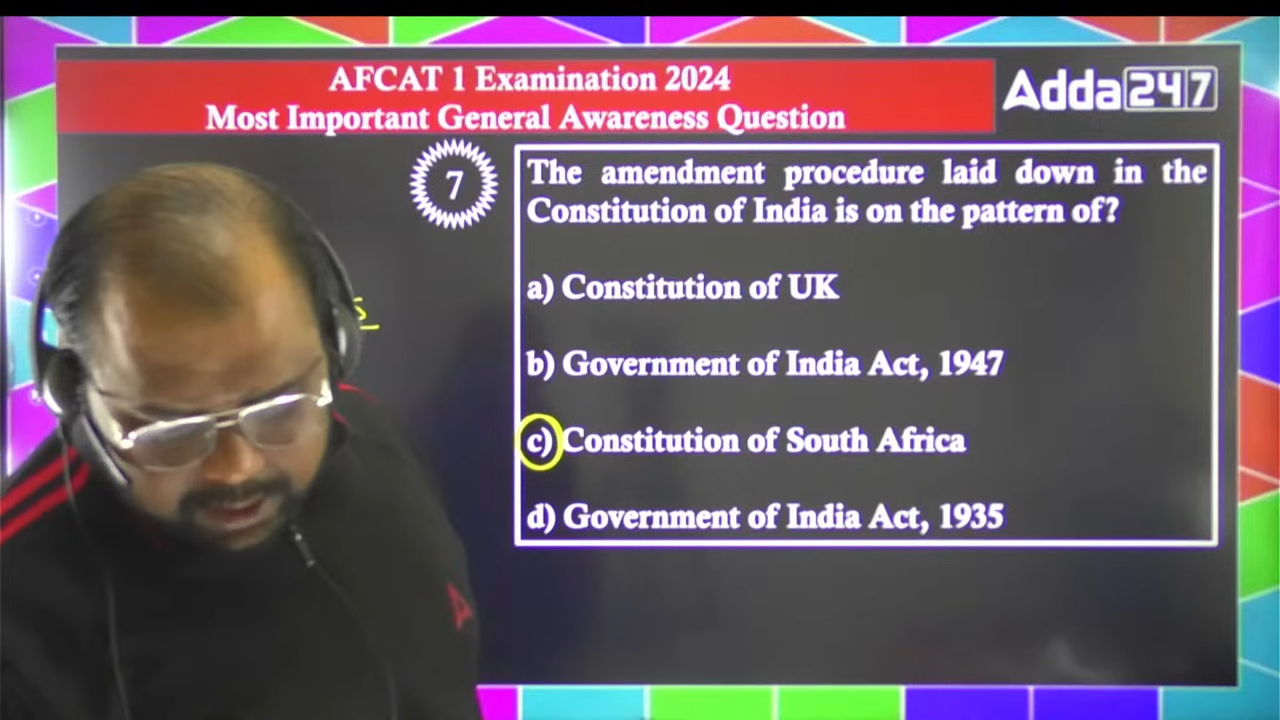 AFCAT 1 Examination 2024
Most Important General Awareness Question
Adda247
7
The amendment procedure laid down in the
Constitution of India is on the pattern of?
a) Constitution of UK
b) Government of India Act, 1947
c) Constitution of South Africa
d) Government of India Act, 1935